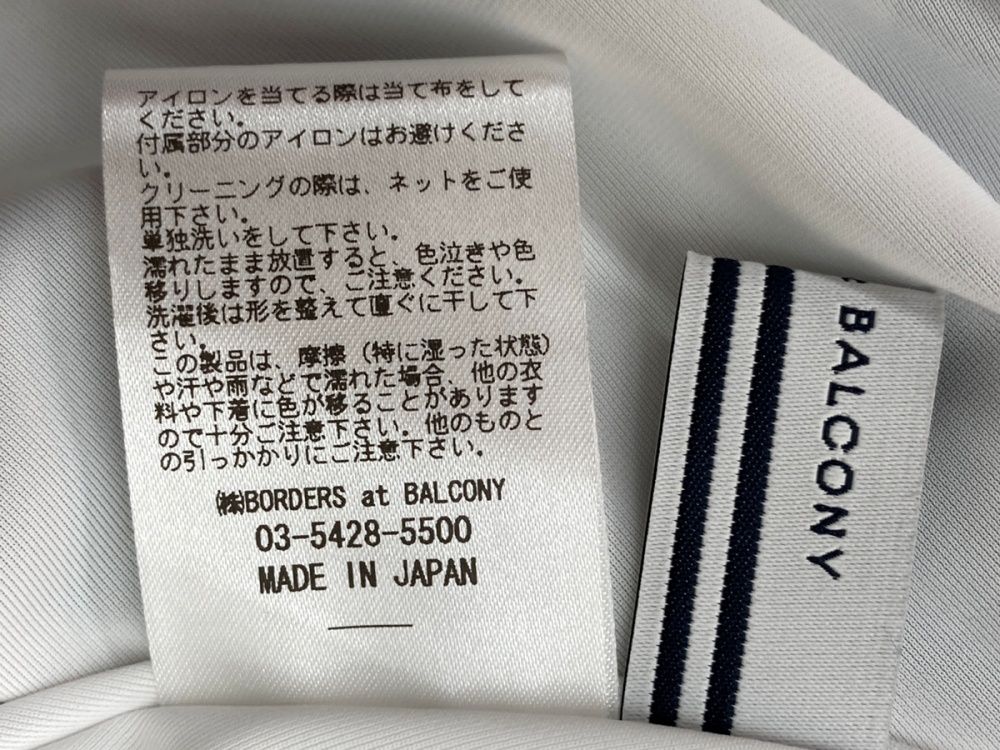 アイロンを当てる際は当て布をして
ください。
付属部分のアイロンはお避けくださ
い。
クリーニングの際は、ネットをご使
用下さい。
単独洗いをして下さい。
濡れたまま放置すると、色泣きや色
移りしますので、ご注意ください。
洗濯後は形を整えて直ぐに干して下
さい。
この製品は、摩擦（特に湿った状態）
や汗や雨などで濡れた場合、他の衣
料や下着に色が移ることがあります
ので十分ご注意下さい。他のものと
の引っかかりにご注意下さい。
㈱BORDERS at BALCONY
03-5428-5500
MADE IN JAPAN
BALCONY